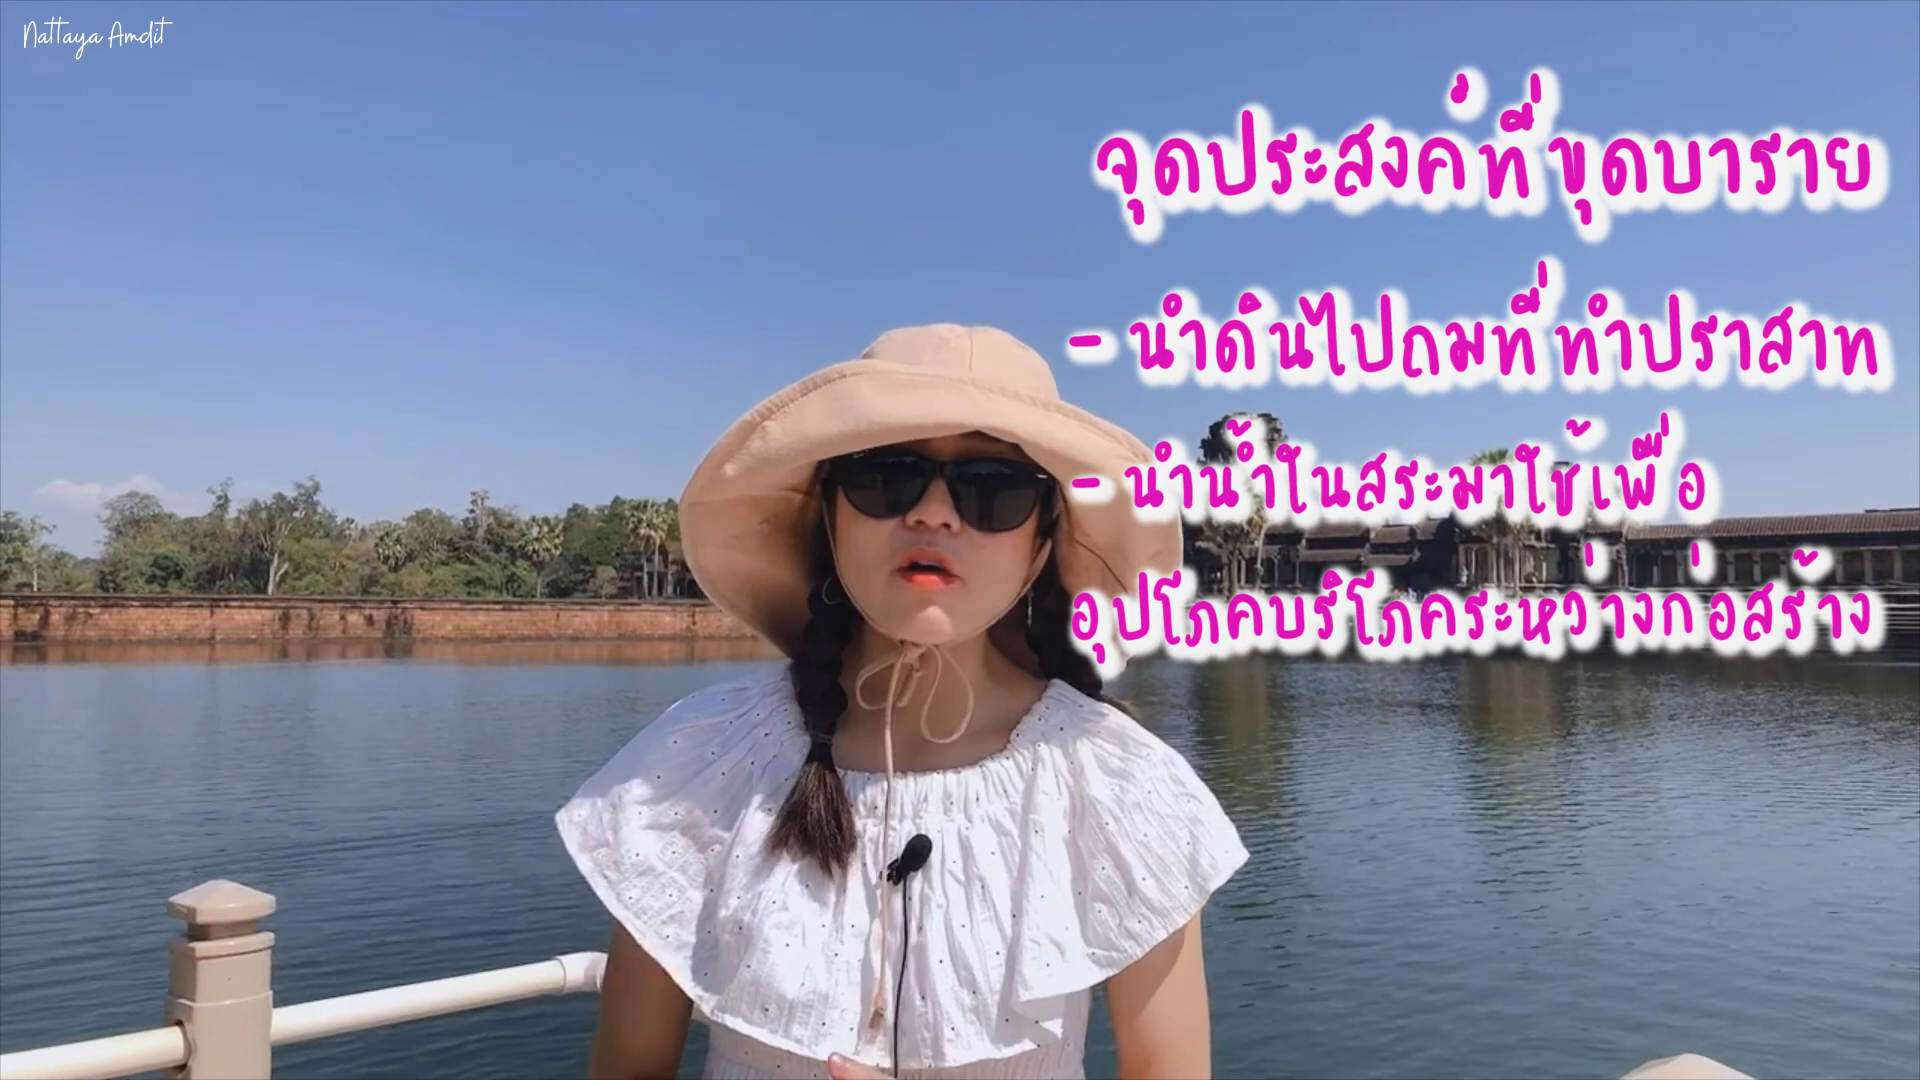 Nattaya Amdit
จุดประสงค์ที่ขุดบาราย
- นำดินไปถมที่ทำปราสาท
- นำน้ำในสระมาใช้เพื่อ
อุปโภคบริโภคระหว่างก่อสร้าง